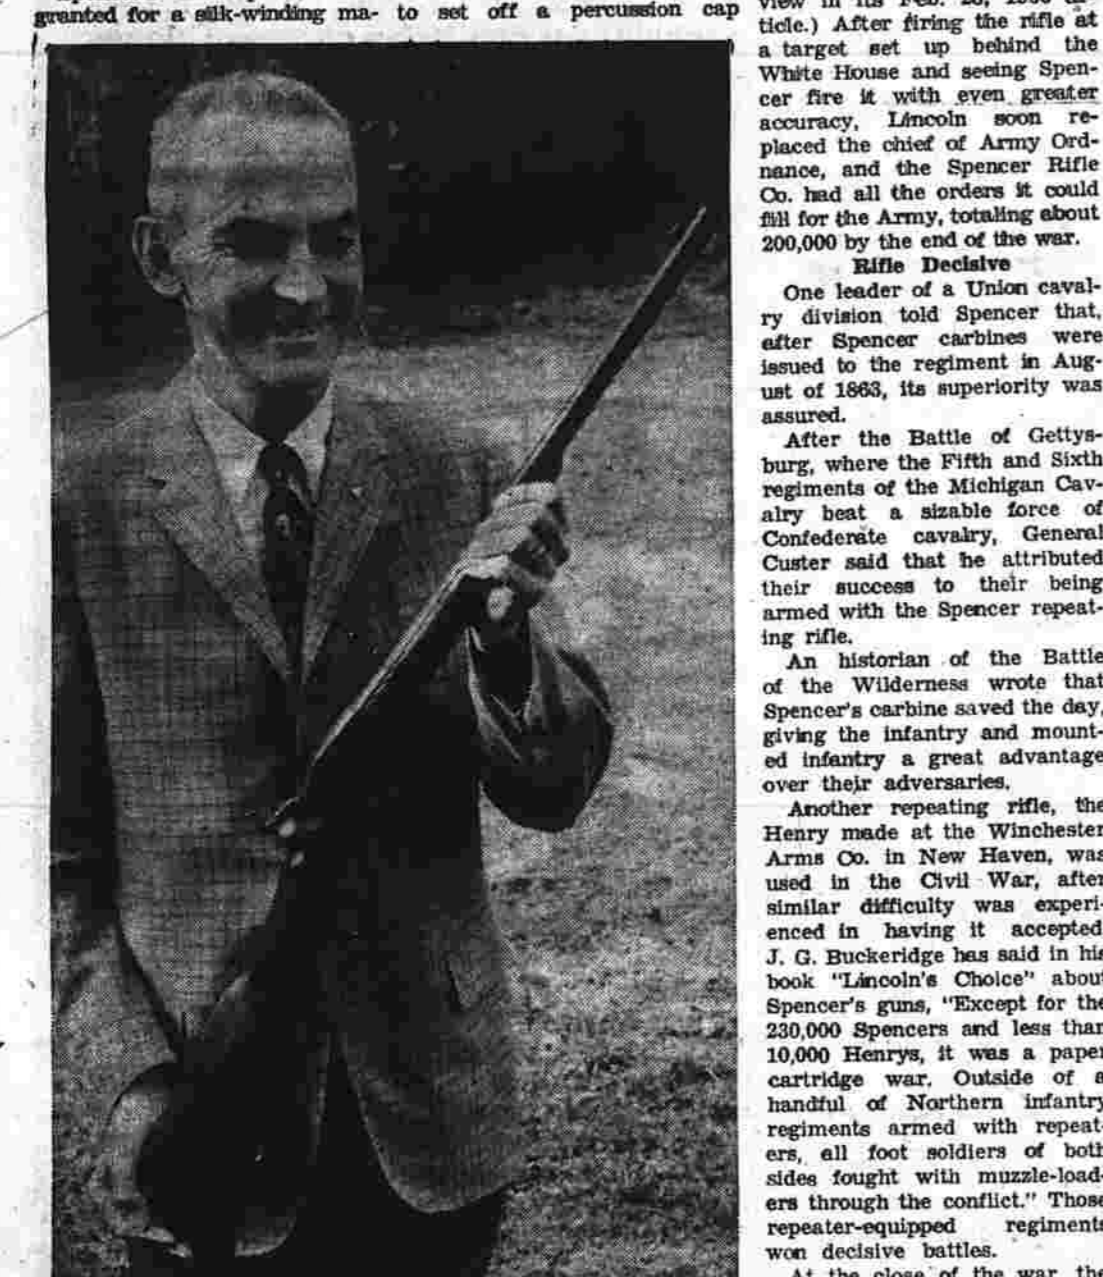 granted for a silk-winding ma- to set off a percussion cap
view in its Feb.
ticle.) After firing the rifle at
a target set up behind the
White House and seeing Spen-
cer fire it with even greater
accuracy, Lincoln soon re-
placed the chief of Army Ord-
nance, and the Spencer Rifle
Co. had all the orders it could
fill for the Army, totaling about
200,000 by the end of the war.
Rifle Decisive
One leader of a Union caval-
ry division told Spencer that,
after Spencer carbines were
issued to the regiment in Aug-
ust of 1863, its superiority was
assured.
After the Battle of Gettys-
burg, where the Fifth and Sixth
regiments of the Michigan Cav-
alry beat a sizable force of
Confederate cavalry, General
Custer said that he attributed
their success to their being
armed with the Spencer repeat-
ing rifle.
An historian of the Battle
of the Wilderness wrote that
Spencer's carbine saved the day,
giving the infantry and mount-
ed infantry a great advantage
over their adversaries.
Another repeating rifle, the
Henry made at the Winchester
Arms Co. in New Haven, was
used in the Civil War, after
similar difficulty was experi-
enced in having it accepted
J. G. Buckeridge has said in his
book "Lincoln's Choice" about
Spencer's guns, "Except for the
230,000 Spencers and less than
10,000 Henrys, it was a paper
cartridge war. Outside of a
handful of Northern infantry
regiments armed with repeat-
ers, all foot soldiers of both
sides fought with muzzle-load-
ers through the conflict." Those
repeater-equipped regiments
won decisive battles.
At the close of the war, the